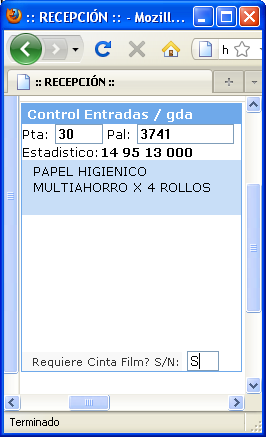 :: RECEPCIÓN :: - Mozill...
h
:: RECEPCIÓN ::
Control Entradas / gda
Pta: 30 Pal: 3741
Estadistico: 14 95 13 000
PAPEL HIGIENICO
MULTIAHORRO X 4 ROLLOS
Requiere Cinta Film? S/N: S
Terminado